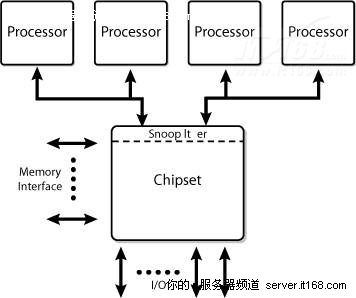 Processor Processor Processor Processor
Snoop It er
Chipset
Memory
Interface
I/O你的 服务器频道 server.it168.com